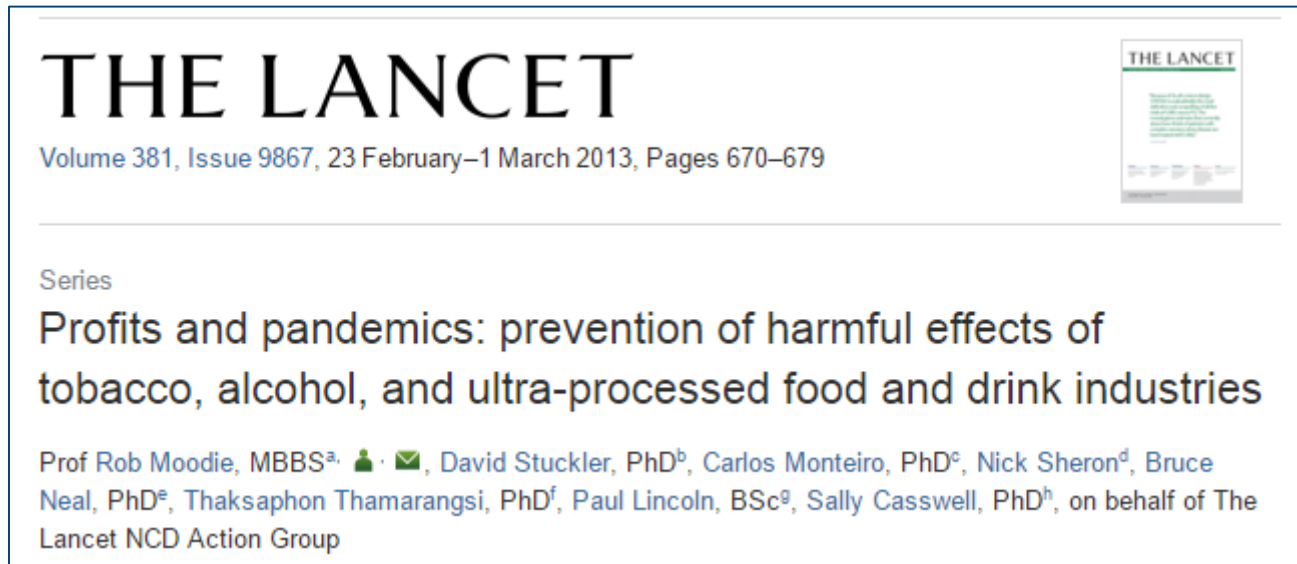 THE LANCET
Volume 381, Issue 9867, 23 February–1 March 2013, Pages 670–679
THE LANCET
Series
Profits and pandemics: prevention of harmful effects of
tobacco, alcohol, and ultra-processed food and drink industries
Prof Rob Moodie, MBBSᵃ, , David Stuckler, PhDᵇ, Carlos Monteiro, PhDᶜ, Nick Sheronᵈ, Bruce
Neal, PhDᵉ, Thaksaphon Thamarangsi, PhDᶠ, Paul Lincoln, BScᵍ, Sally Casswell, PhDʰ, on behalf of The
Lancet NCD Action Group